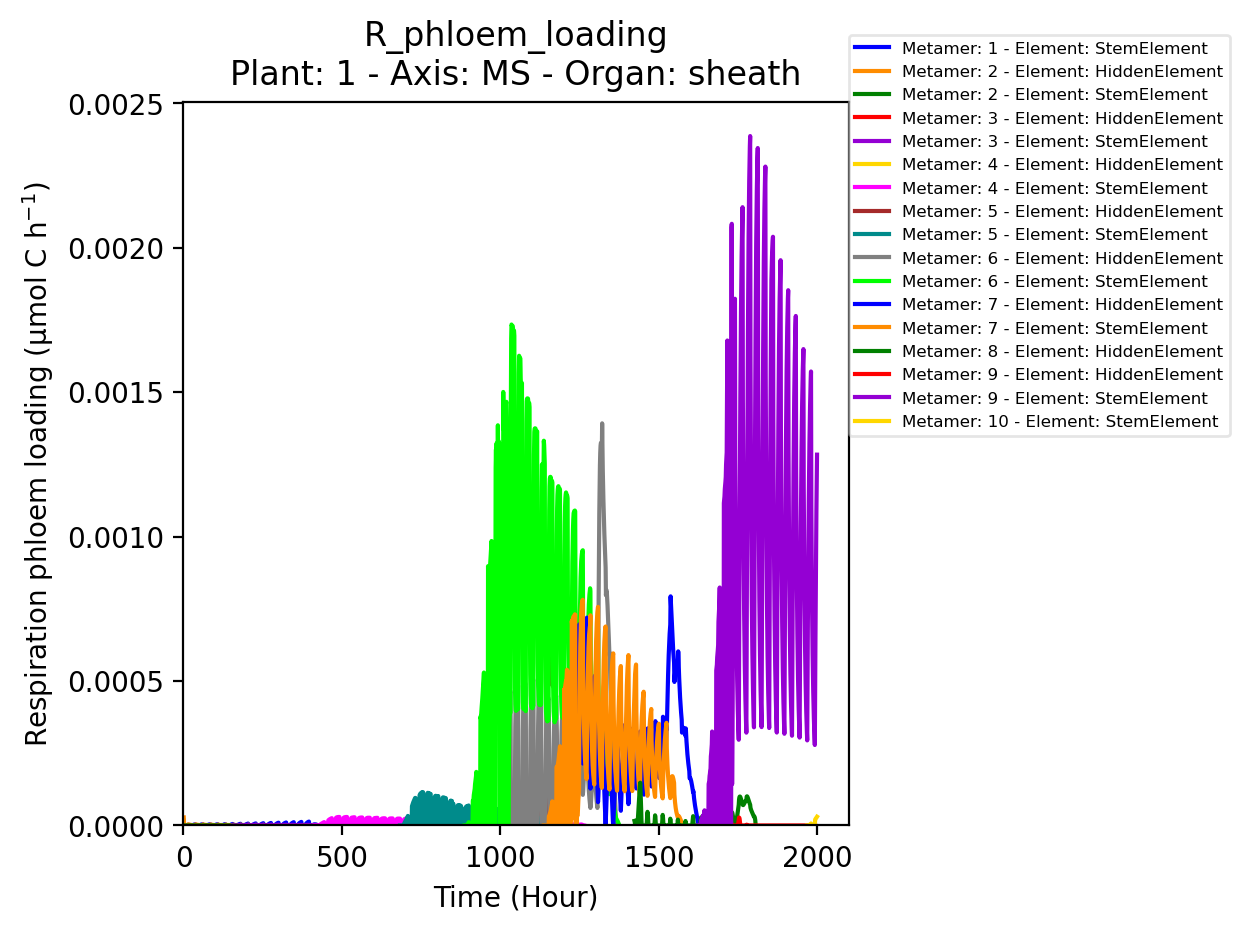 R_phloem_loading
Plant: 1 - Axis: MS - Organ: sheath
Respiration phloem loading (µmol C h⁻¹)
0.0025
0.0020
0.0015
0.0010
0.0005
0.0000
0 500 1000 1500 2000
Time (Hour)
Metamer: 1 - Element: StemElement
Metamer: 2 - Element: HiddenElement
Metamer: 2 - Element: StemElement
Metamer: 3 - Element: HiddenElement
Metamer: 3 - Element: StemElement
Metamer: 4 - Element: HiddenElement
Metamer: 4 - Element: StemElement
Metamer: 5 - Element: HiddenElement
Metamer: 5 - Element: StemElement
Metamer: 6 - Element: HiddenElement
Metamer: 6 - Element: StemElement
Metamer: 7 - Element: HiddenElement
Metamer: 7 - Element: StemElement
Metamer: 8 - Element: HiddenElement
Metamer: 9 - Element: HiddenElement
Metamer: 9 - Element: StemElement
Metamer: 10 - Element: StemElement